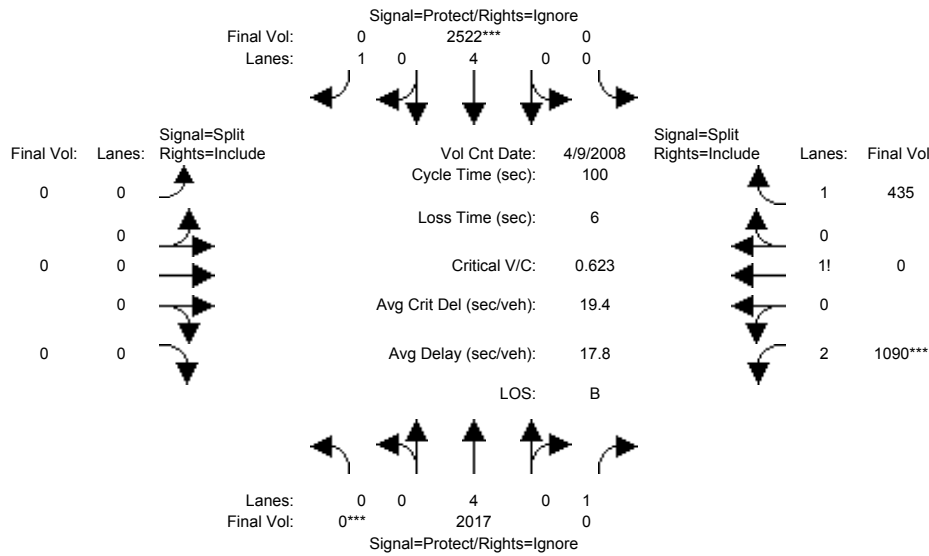 Signal=Protect/Rights=Ignore
Final Vol: 0 2522*** 0
Lanes: 1 0 4 0 0
Signal=Split Signal=Split
Final Vol: Lanes: Rights=Include Vol Cnt Date: 4/9/2008 Rights=Include Lanes: Final Vol
Cycle Time (sec): 100
0 0 1 435
Loss Time (sec): 6
0 0
0 0 Critical V/C: 0.623 1! 0
0 Avg Crit Del (sec/veh): 19.4 0
0 0 Avg Delay (sec/veh): 17.8 2 1090***
LOS: B
Lanes: 0 0 4 0 1
Final Vol: 0*** 2017 0
Signal=Protect/Rights=Ignore